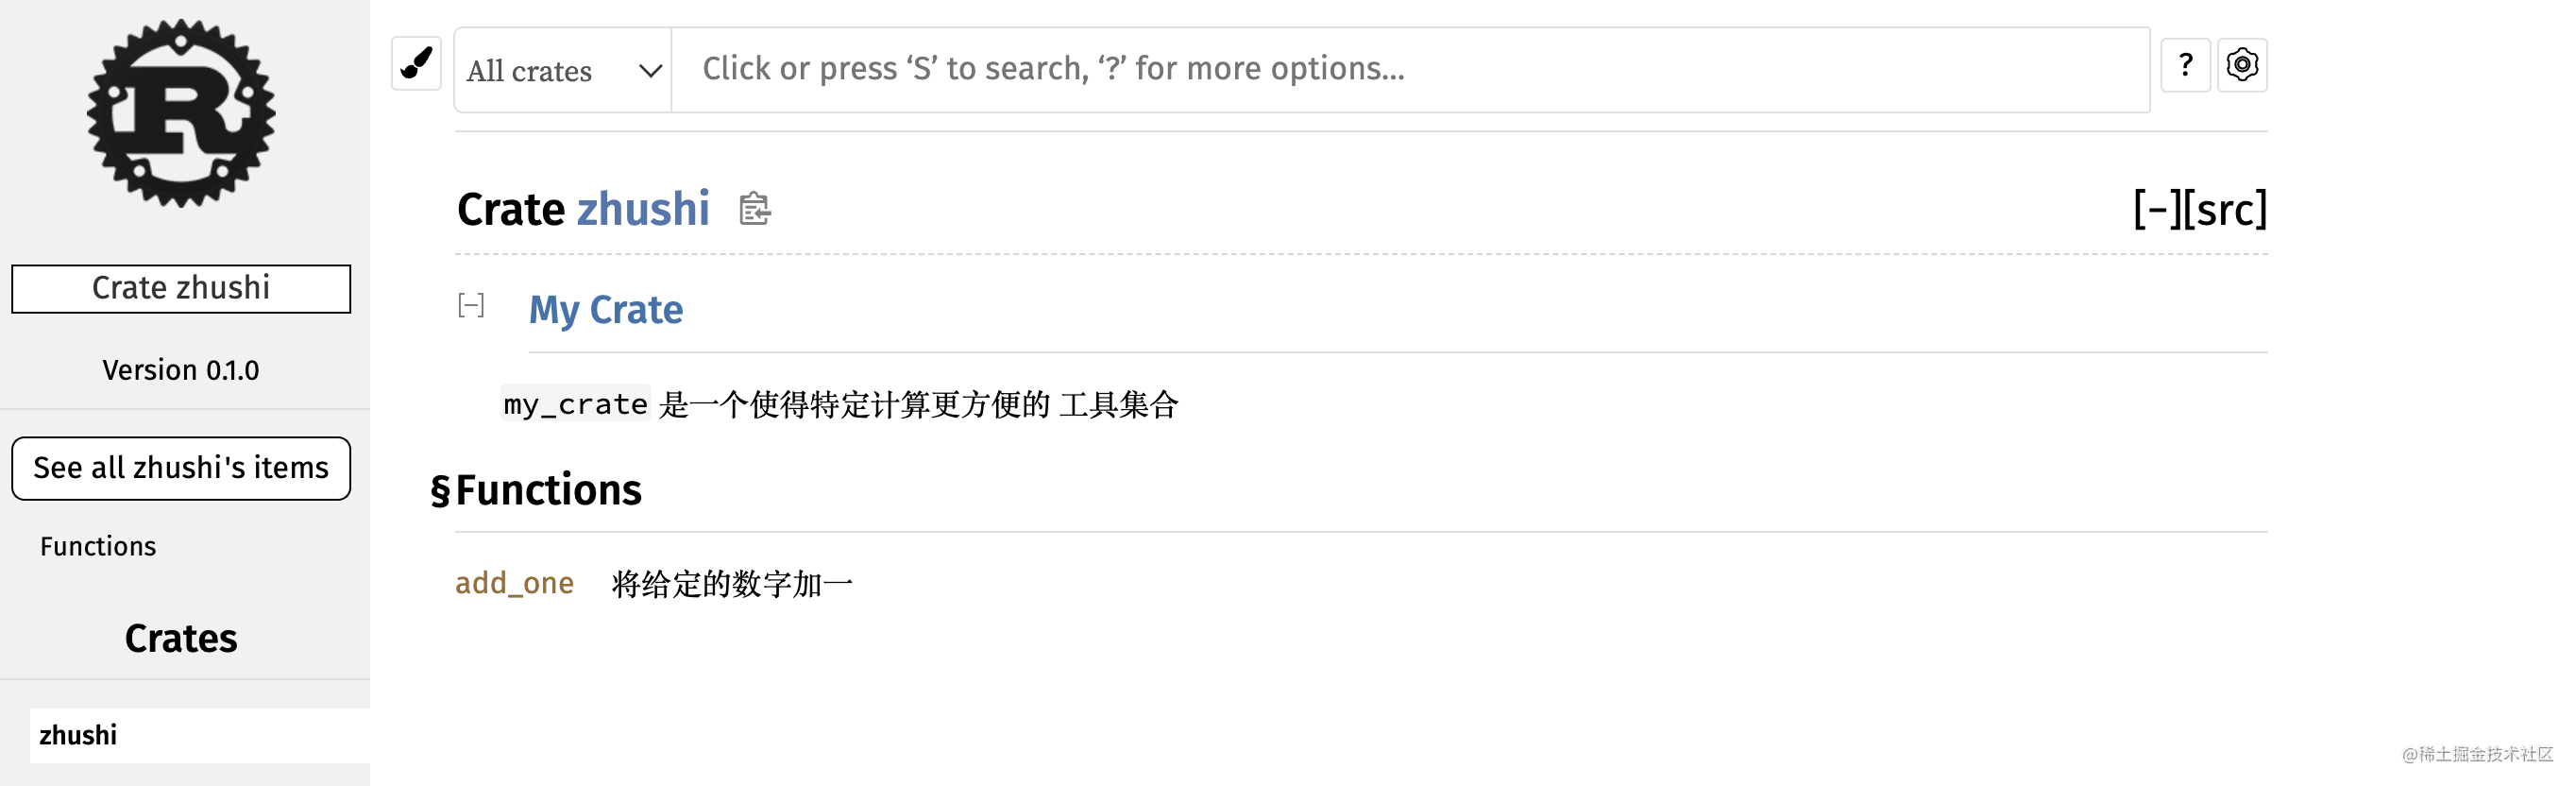 R
Crate zhushi
Version 0.1.0
See all zhushi's items
Functions
Crates
zhushi
All crates
Click or press ‘S’ to search, ‘?’ for more options…
?
Crate zhushi
[−][src]
[−]
My Crate
my_crate 是一个使得特定计算更方便的 工具集合
§Functions
add_one 将给定的数字加一
@稀土掘金技术社区